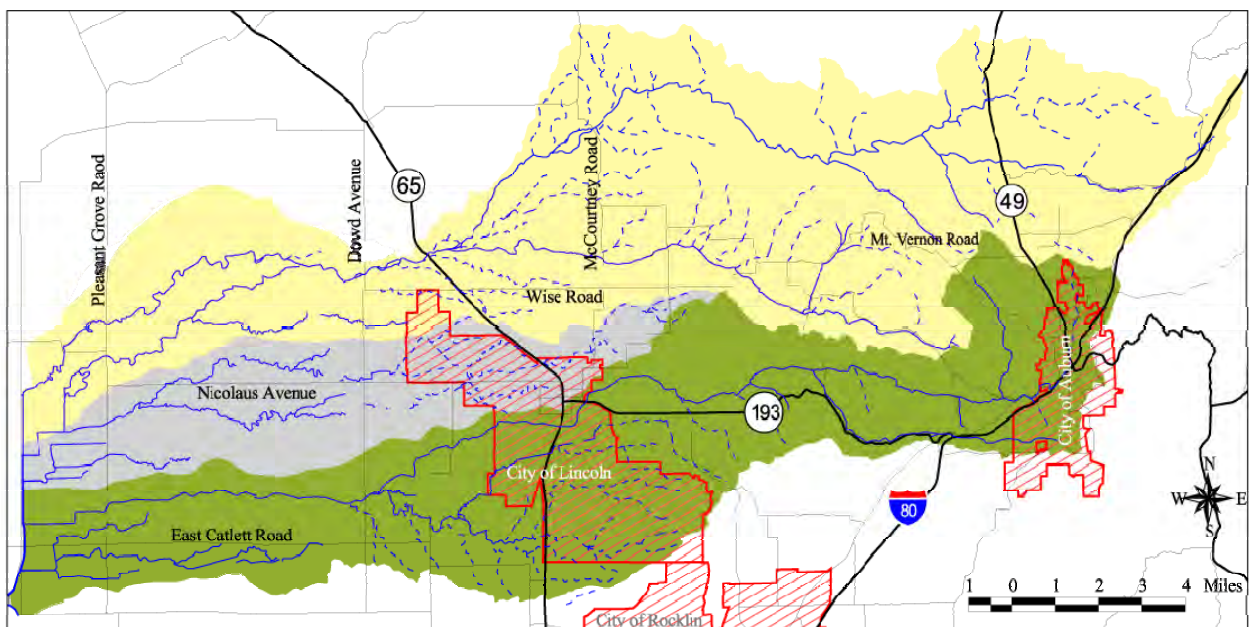 Pleasant Grove Raod
Dowd Avenue
65
McCourtney Road
49
Mt. Vernon Road
Wise Road
Nicolaus Avenue
193
City of Auburn
City of Lincoln
80
N
W E
S
East Catlett Road
1 0 1 2 3 4 Miles
City of Rocklin